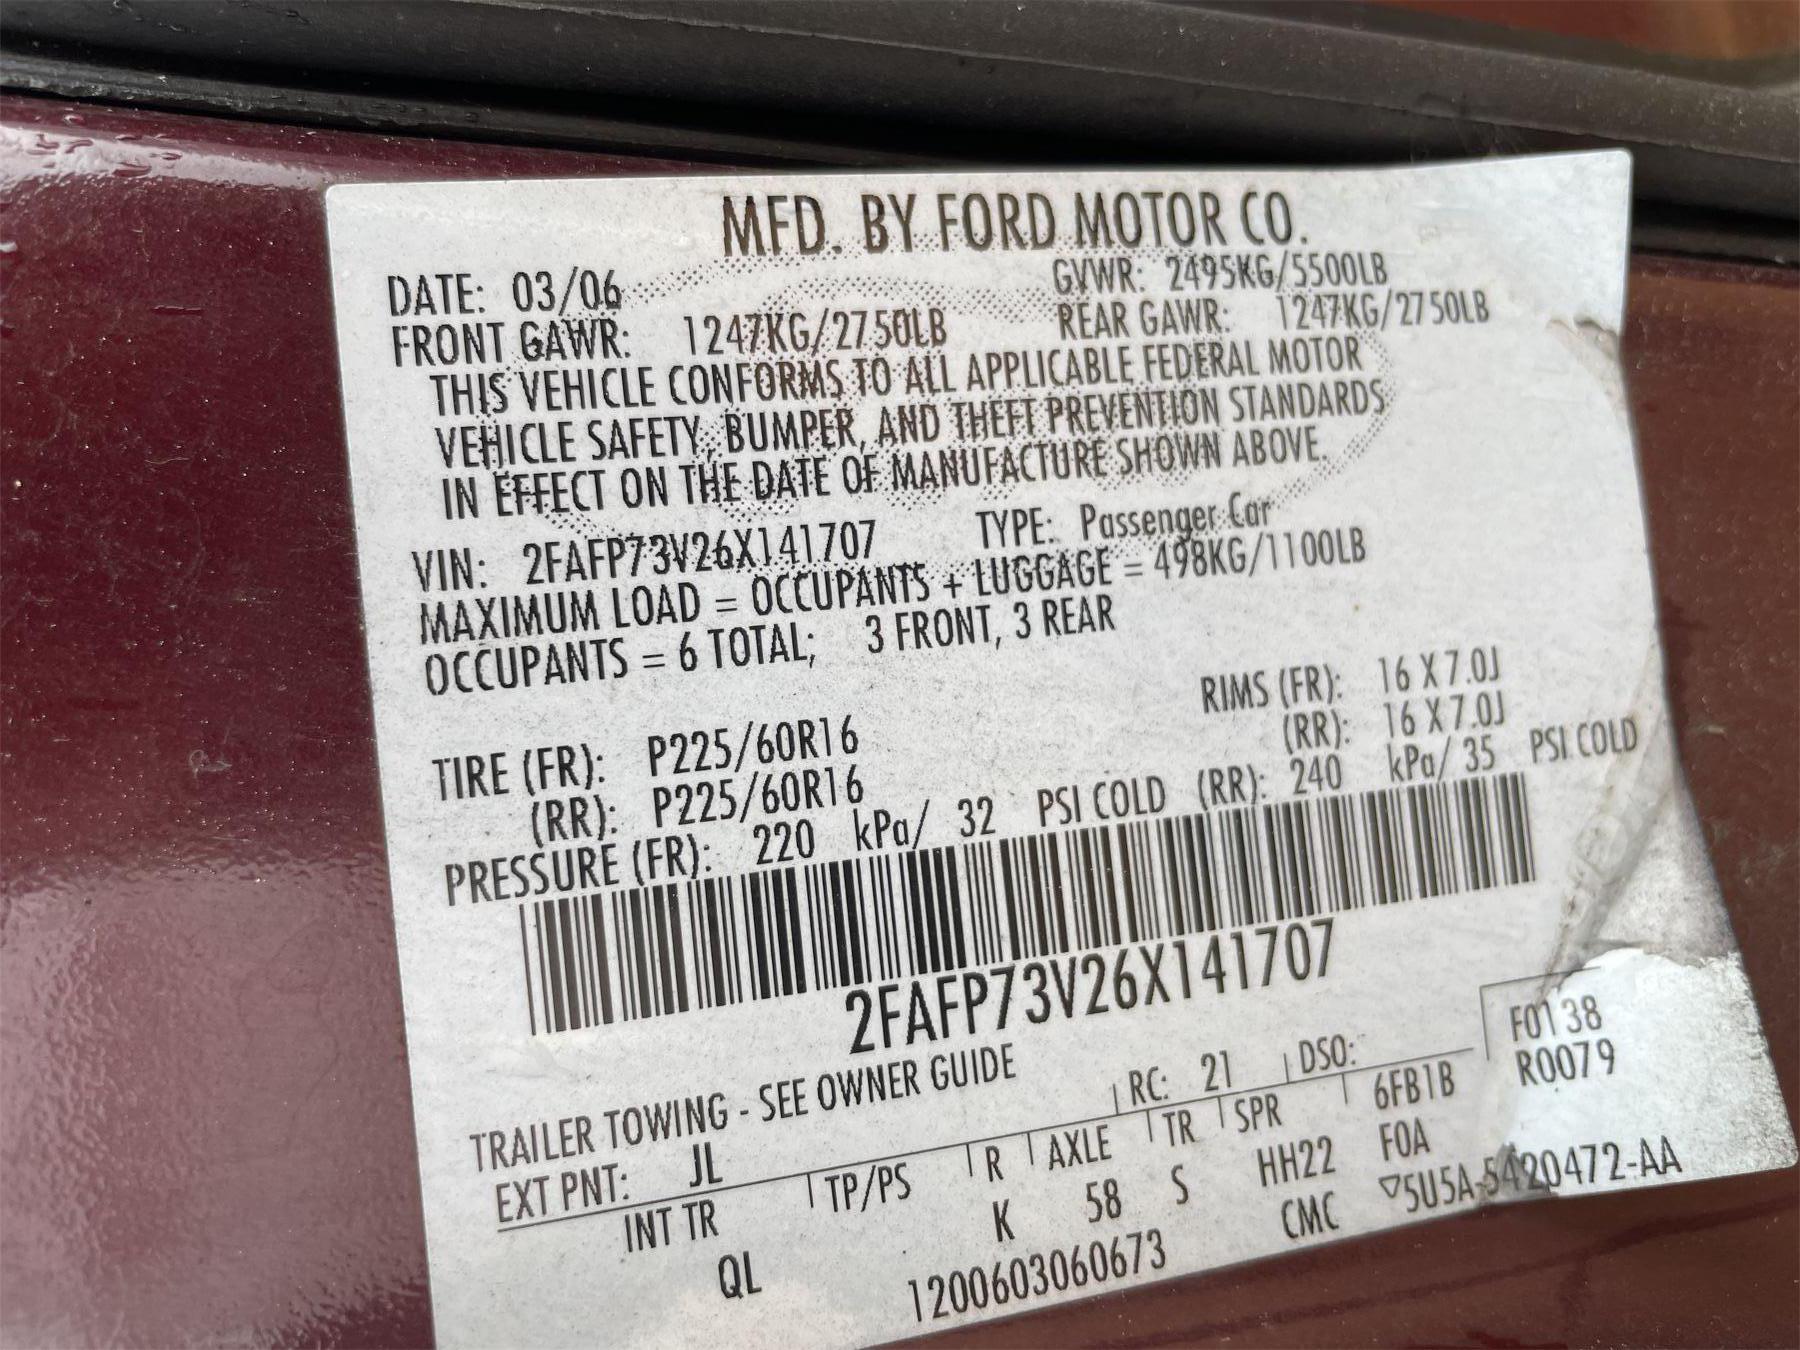 MFD. BY FORD MOTOR CO.
DATE: 03/06 GVWR: 2495KG/5500LB
FRONT GAWR: 1247KG/2750LB REAR GAWR: 1247KG/2750LB
THIS VEHICLE CONFORMS TO ALL APPLICABLE FEDERAL MOTOR
VEHICLE SAFETY, BUMPER, AND THEFT PREVENTION STANDARDS
IN EFFECT ON THE DATE OF MANUFACTURE SHOWN ABOVE.
VIN: 2FAFP73V26X141707 TYPE: Passenger Car
MAXIMUM LOAD = OCCUPANTS + LUGGAGE = 498KG/1100LB
OCCUPANTS = 6 TOTAL; 3 FRONT, 3 REAR
TIRE (FR): P225/60R16 RIMS (FR): 16 X 7.0J
(RR): P225/60R16 (RR): 16 X 7.0J
PRESSURE (FR): 220 kPa/ 32 PSI COLD (RR): 240 kPa/ 35 PSI COLD
2FAFP73V26X141707
F0138
TRAILER TOWING - SEE OWNER GUIDE R0079
EXT PNT: JL RC: 21 DSO:
INT TR TP/PS R AXLE TR SPR 6FB1B
QL K 58 S HH22 FOA
1200603060673 CMC ▽5U5A-5420472-AA